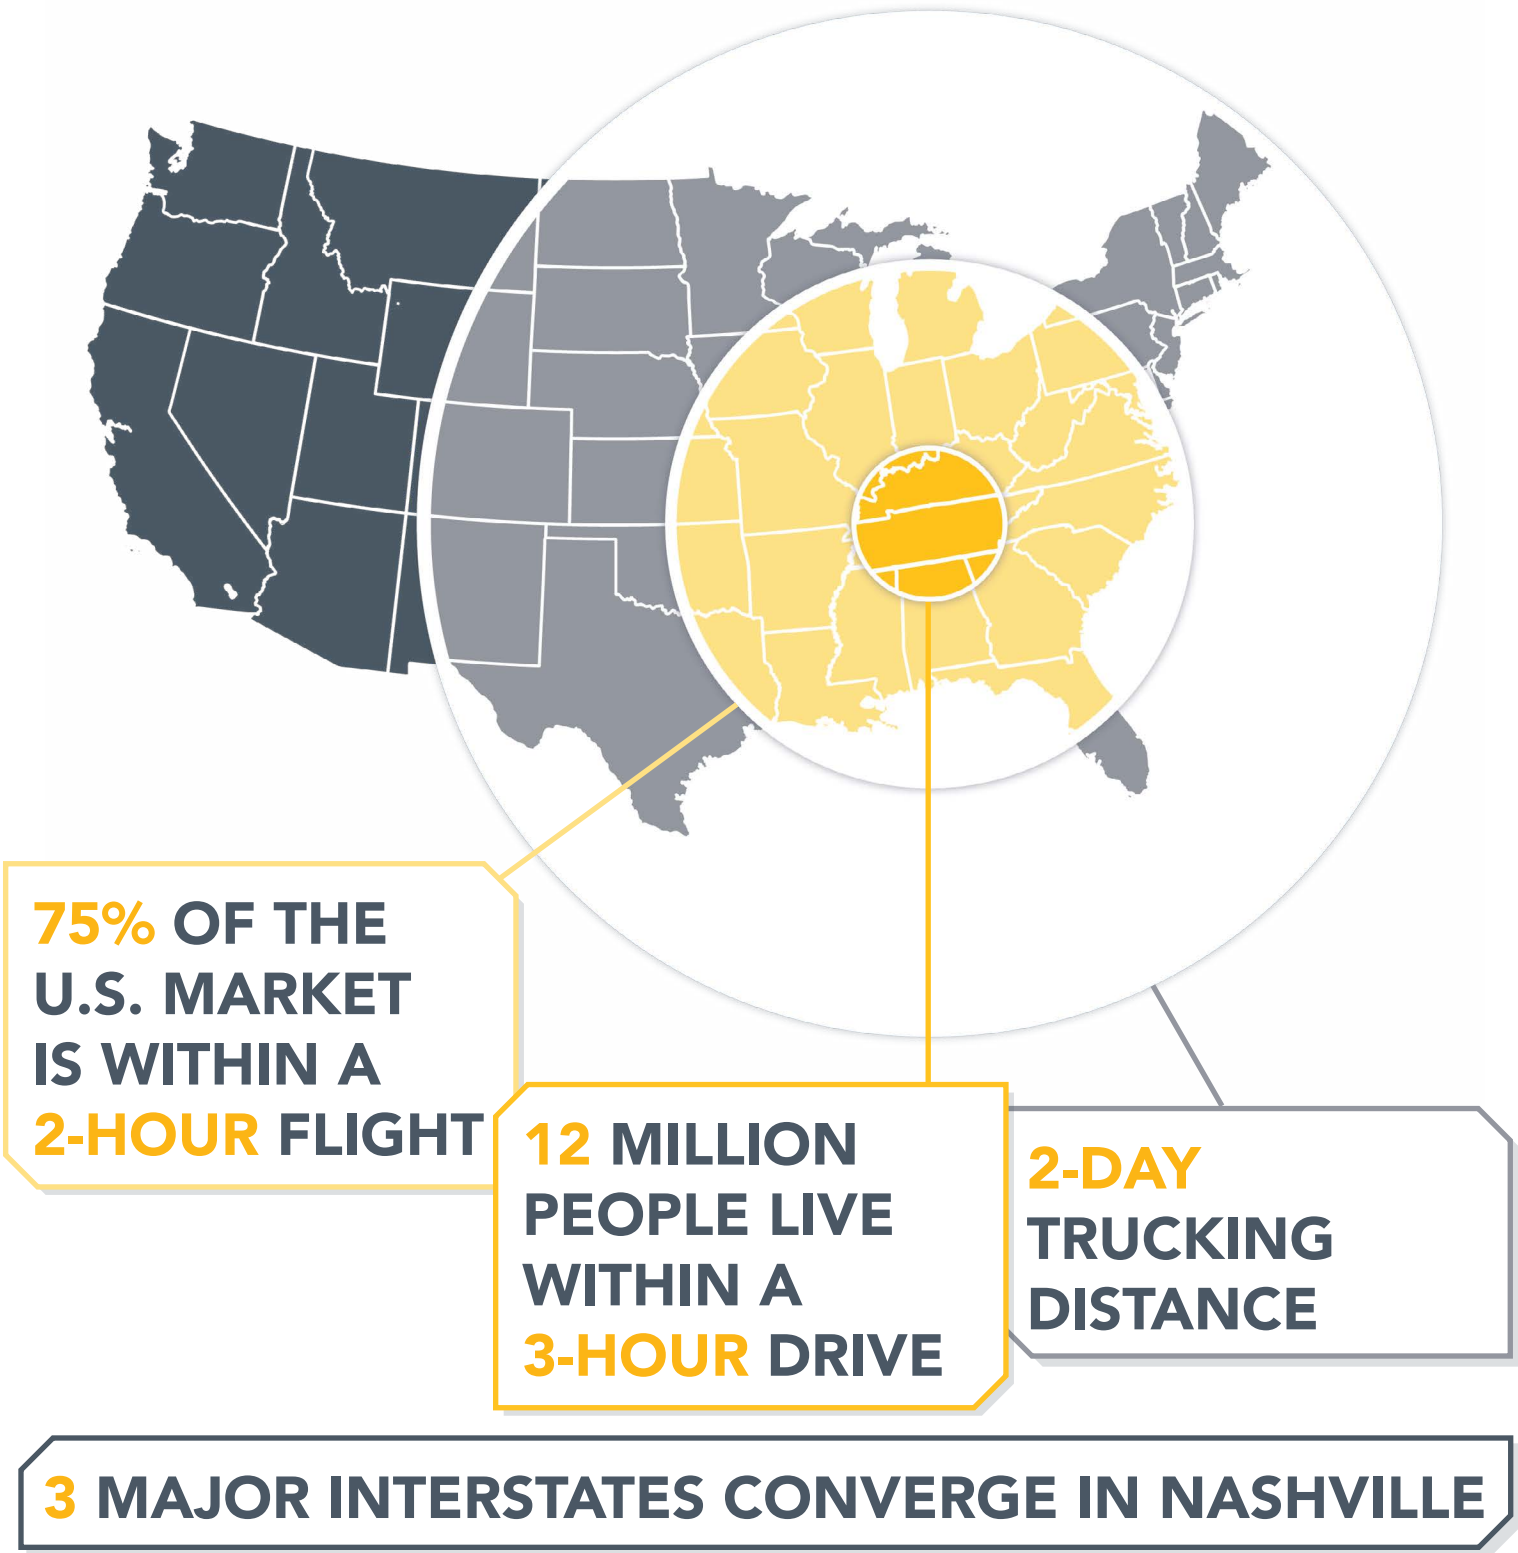 75% OF THE
U.S. MARKET
IS WITHIN A
2-HOUR FLIGHT
12 MILLION
PEOPLE LIVE
WITHIN A
3-HOUR DRIVE
2-DAY
TRUCKING
DISTANCE
3 MAJOR INTERSTATES CONVERGE IN NASHVILLE